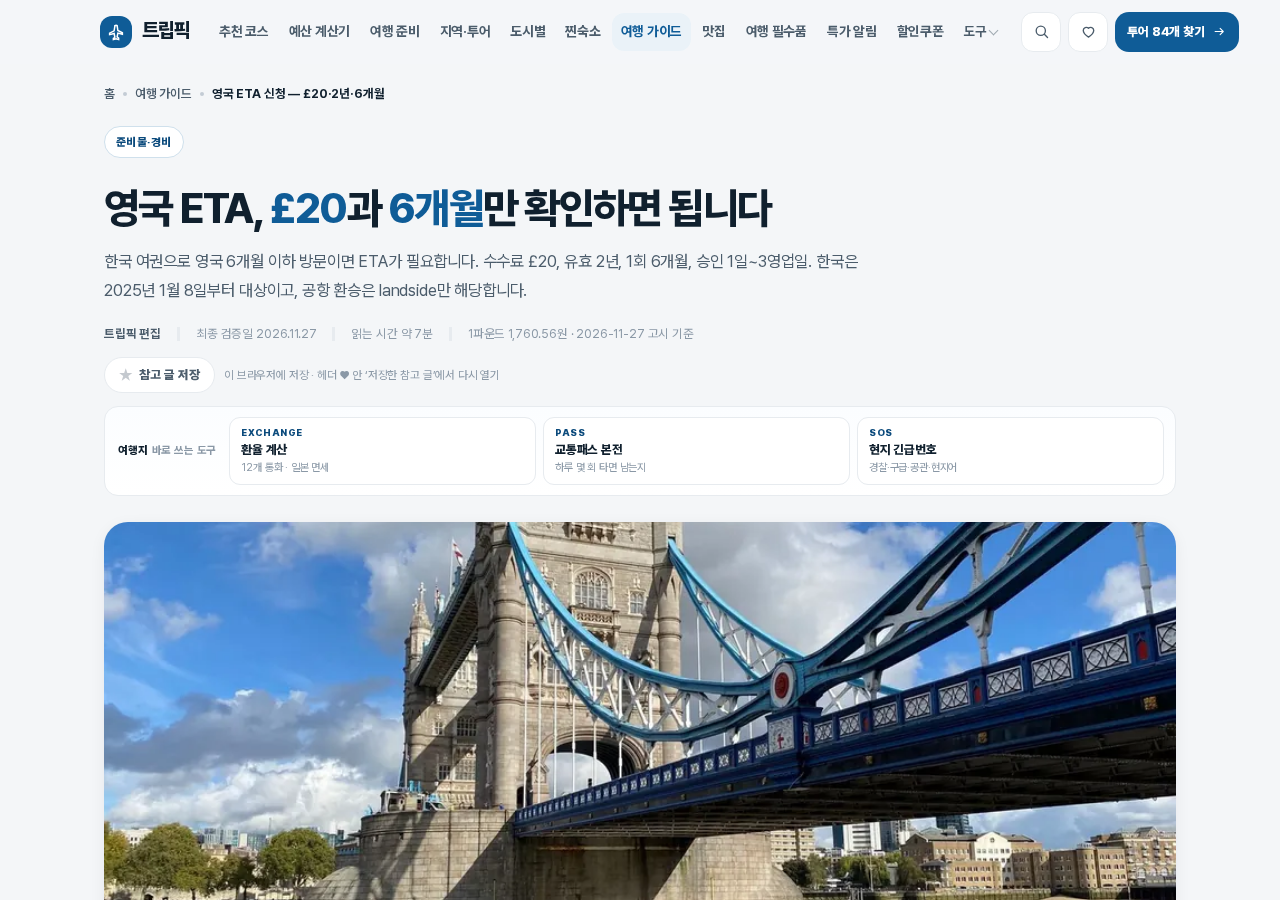 트립픽 추천 코스 예산 계산기 여행 준비 지역·투어 도시별 찐숙소 여행 가이드 맛집 여행 필수품 특가 알림 할인쿠폰 도구 투어 84개 찾기 →
홈 • 여행 가이드 • 영국 ETA 신청 — £20·2년·6개월
준비물·경비
영국 ETA, £20과 6개월만 확인하면 됩니다
한국 여권으로 영국 6개월 이하 방문이면 ETA가 필요합니다. 수수료 £20, 유효 2년, 1회 6개월, 승인 1일~3영업일. 한국은
2025년 1월 8일부터 대상이고, 공항 환승은 landside만 해당합니다.
트립픽 편집 최종 검증일 2026.11.27 읽는 시간 약 7분 1파운드 1,760.56원 · 2026-11-27 고시 기준
★ 참고 글 저장 이 브라우저에 저장 · 헤더 ♥ 안 '저장한 참고 글'에서 다시 열기
여행지 바로 쓰는 도구
EXCHANGE
환율 계산
12개 통화 · 일본 면세
PASS
교통패스 본전
하루 몇 회 타면 남는지
SOS
현지 긴급번호
경찰·구급·공관·현지어